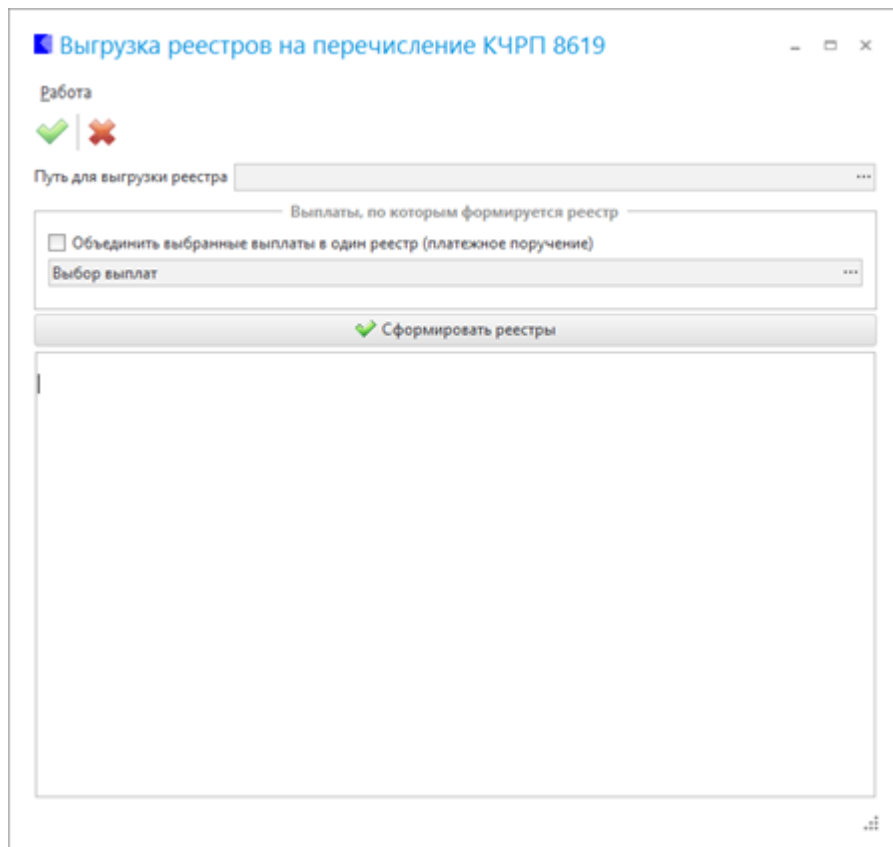 Выгрузка реестров на перечисление КЧРП 8619
Работа
Путь для выгрузки реестра ...
Выплаты, по которым формируется реестр
Объединить выбранные выплаты в один реестр (платежное поручение)
Выбор выплат ...
Сформировать реестры